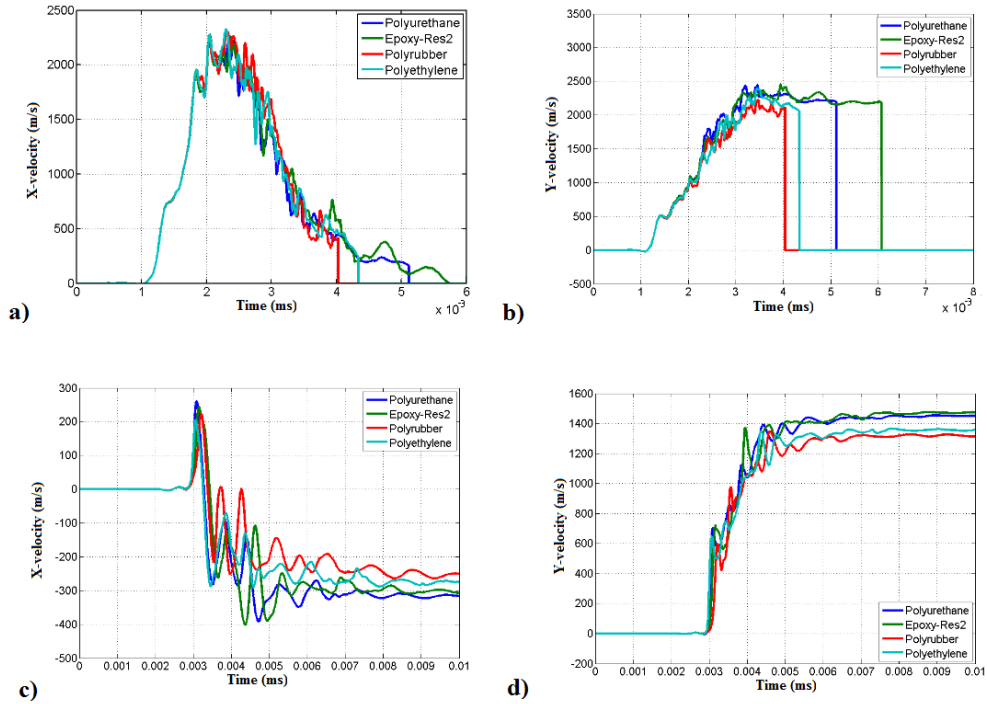 Polyurethane
Epoxy-Res2
Polyrubber
Polyethylene
X-velocity (m/s)
2500
2000
1500
1000
500
0
0 1 2 3 4 5 6
Time (ms)
x 10⁻³
a)
Polyurethane
Epoxy-Res2
Polyrubber
Polyethylene
Y-velocity (m/s)
3500
3000
2500
2000
1500
1000
500
0
-500
0 1 2 3 4 5 6 7 8
Time (ms)
x 10⁻³
b)
Polyurethane
Epoxy-Res2
Polyrubber
Polyethylene
X-velocity (m/s)
300
200
100
0
-100
-200
-300
-400
-500
0 0.001 0.002 0.003 0.004 0.005 0.006 0.007 0.008 0.009 0.01
Time (ms)
c)
Y-velocity (m/s)
1600
1400
1200
1000
800
600
400
200
0
-200
Polyurethane
Epoxy-Res2
Polyrubber
Polyethylene
0 0.001 0.002 0.003 0.004 0.005 0.006 0.007 0.008 0.009 0.01
Time (ms)
d)